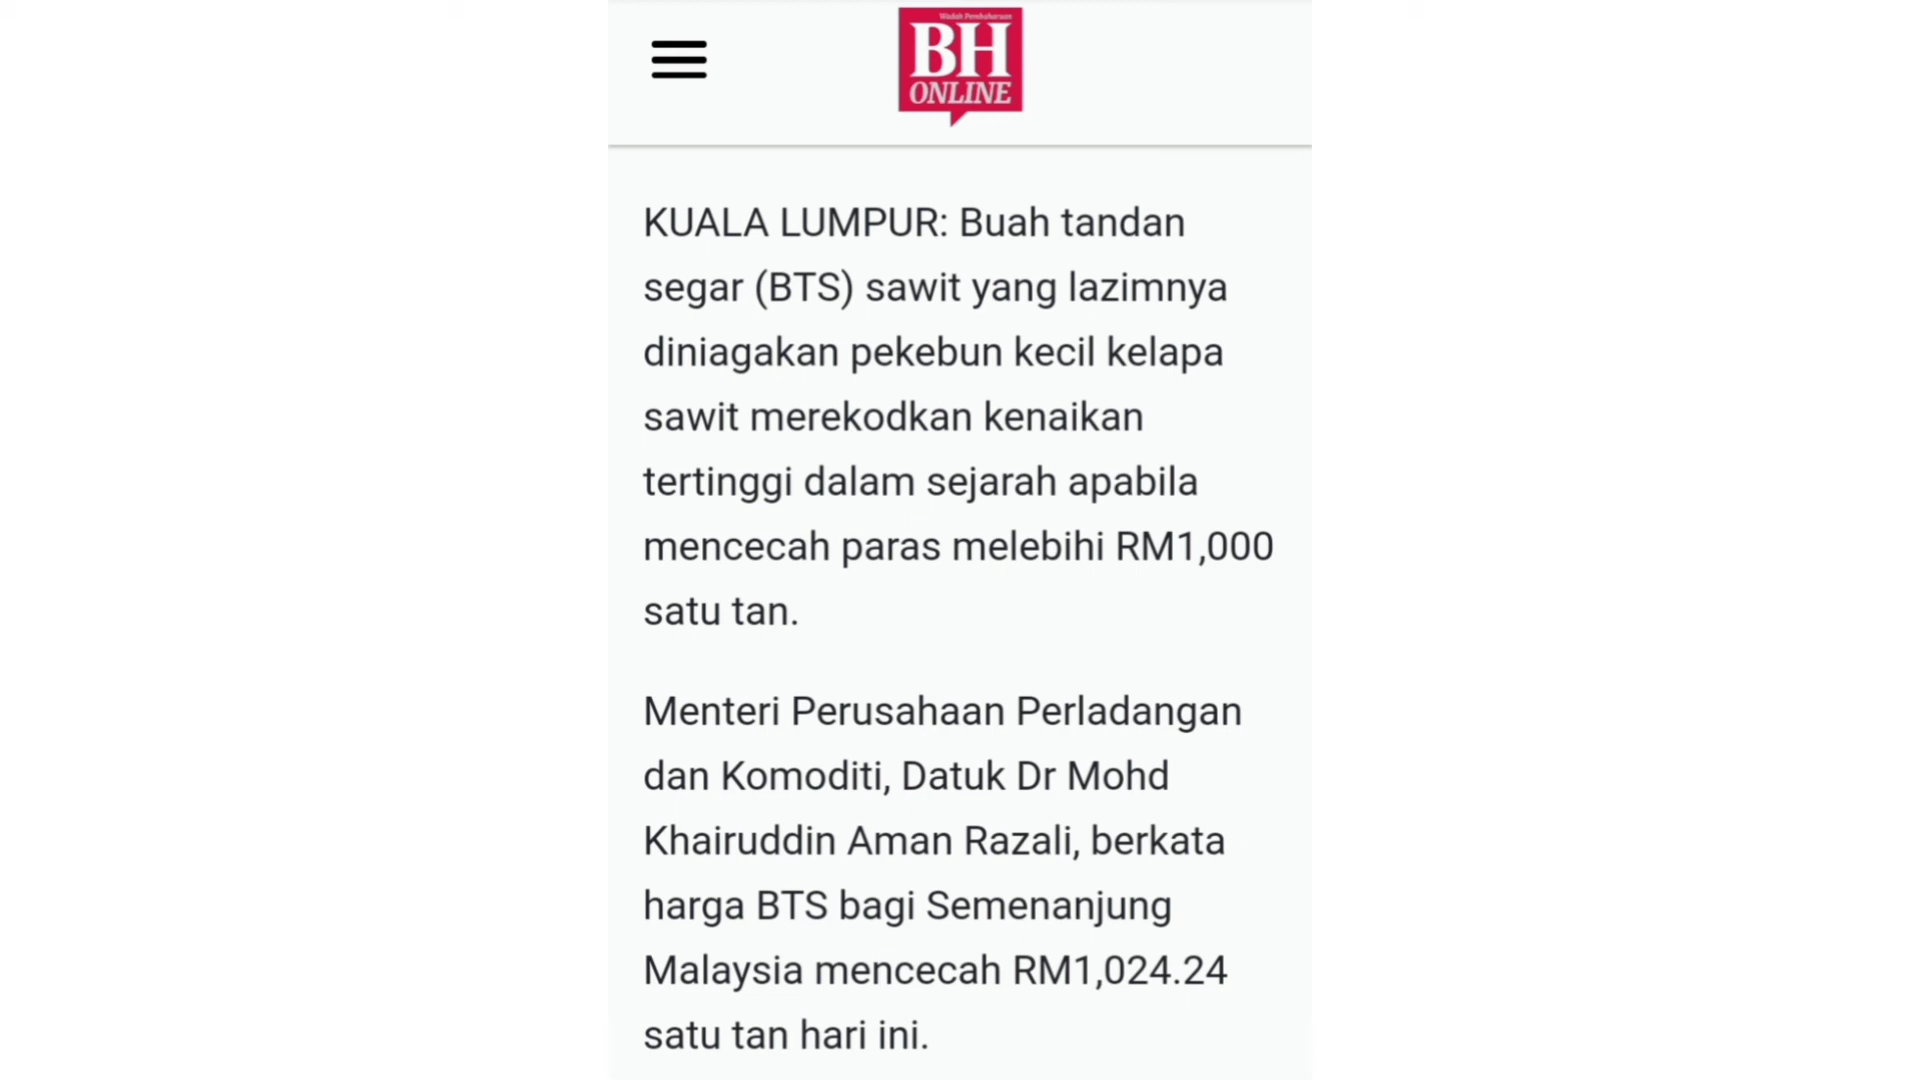 Wadah Pembaharuan
BH
ONLINE
KUALA LUMPUR: Buah tandan
segar (BTS) sawit yang lazimnya
diniagakan pekebun kecil kelapa
sawit merekodkan kenaikan
tertinggi dalam sejarah apabila
mencecah paras melebihi RM1,000
satu tan.
Menteri Perusahaan Perladangan
dan Komoditi, Datuk Dr Mohd
Khairuddin Aman Razali, berkata
harga BTS bagi Semenanjung
Malaysia mencecah RM1,024.24
satu tan hari ini.